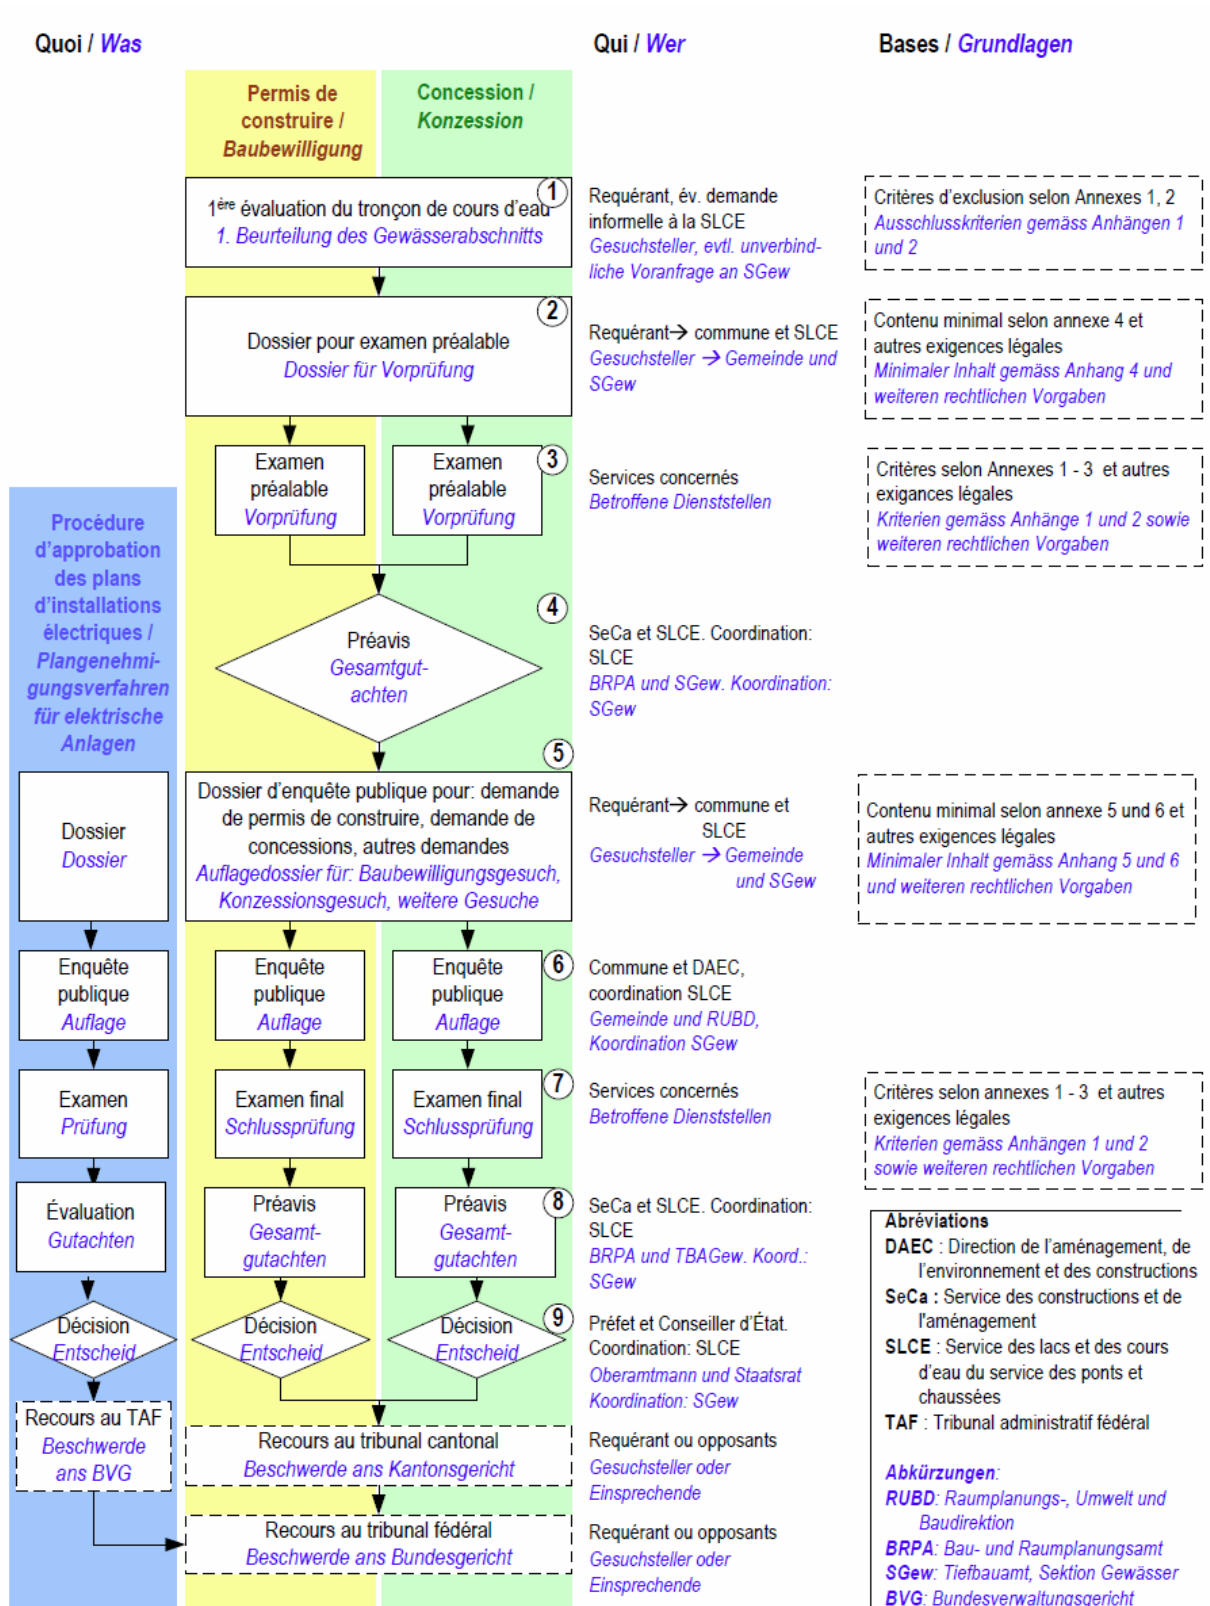 Quoi / Was
Qui / Wer
Bases / Grundlagen
Permis de
construire /
Baubewilligung
Concession /
Konzession
1
1ère évaluation du tronçon de cours d'eau
1. Beurteilung des Gewässerabschnitts
Requérant, év. demande
informelle à la SLCE
Gesuchsteller, evtl. unverbind-
liche Voranfrage an SGew
Critères d'exclusion selon Annexes 1, 2
Ausschlusskriterien gemäss Anhängen 1
und 2
2
Dossier pour examen préalable
Dossier für Vorprüfung
Requérant→ commune et SLCE
Gesuchsteller → Gemeinde und
SGew
Contenu minimal selon annexe 4 et
autres exigences légales
Minimaler Inhalt gemäss Anhang 4 und
weiteren rechtlichen Vorgaben
Examen
préalable
Vorprüfung
Examen
préalable
Vorprüfung
3
Services concernés
Betroffene Dienststellen
Critères selon Annexes 1 - 3 et autres
exigances légales
Kriterien gemäss Anhänge 1 und 2 sowie
weiteren rechtlichen Vorgaben
Procédure
d'approbation
des plans
d'installations
électriques /
Plangenehmi-
gungsverfahren
für elektrische
Anlagen
4
Préavis
Gesamtgut-
achten
SeCa et SLCE. Coordination:
SLCE
BRPA und SGew. Koordination:
SGew
5
Dossier
Dossier
Dossier d'enquête publique pour: demande
de permis de construire, demande de
concessions, autres demandes
Auflagedossier für: Baubewilligungsgesuch,
Konzessionsgesuch, weitere Gesuche
Requérant→ commune et
SLCE
Gesuchsteller → Gemeinde
und SGew
Contenu minimal selon annexe 5 und 6 et
autres exigences légales
Minimaler Inhalt gemäss Anhang 5 und 6
und weiteren rechtlichen Vorgaben
Enquête
publique
Auflage
Enquête
publique
Auflage
Enquête
publique
Auflage
6
Commune et DAEC,
coordination SLCE
Gemeinde und RUBD,
Koordination SGew
Examen
Prüfung
Examen final
Schlussprüfung
Examen final
Schlussprüfung
7
Services concernés
Betroffene Dienststellen
Critères selon annexes 1 - 3 et autres
exigences légales
Kriterien gemäss Anhängen 1 und 2
sowie weiteren rechtlichen Vorgaben
Évaluation
Gutachten
Préavis
Gesamt-
gutachten
Préavis
Gesamt-
gutachten
8
SeCa et SLCE. Coordination:
SLCE
BRPA und TBAGew. Koord.:
SGew
Décision
Entscheid
Décision
Entscheid
Décision
Entscheid
9
Préfet et Conseiller d'État.
Coordination: SLCE
Oberamtmann und Staatsrat
Koordination: SGew
Recours au TAF
Beschwerde
ans BVG
Recours au tribunal cantonal
Beschwerde ans Kantonsgericht
Requérant ou opposants
Gesuchsteller oder
Einsprechende
Recours au tribunal fédéral
Beschwerde ans Bundesgericht
Requérant ou opposants
Gesuchsteller oder
Einsprechende
Abréviations
DAEC : Direction de l'aménagement, de
l'environnement et des constructions
SeCa : Service des constructions et de
l'aménagement
SLCE : Service des lacs et des cours
d'eau du service des ponts et
chaussées
TAF : Tribunal administratif fédéral
Abkürzungen:
RUBD: Raumplanungs-, Umwelt und
Baudirektion
BRPA: Bau- und Raumplanungsamt
SGew: Tiefbauamt, Sektion Gewässer
BVG: Bundesverwaltungsgericht